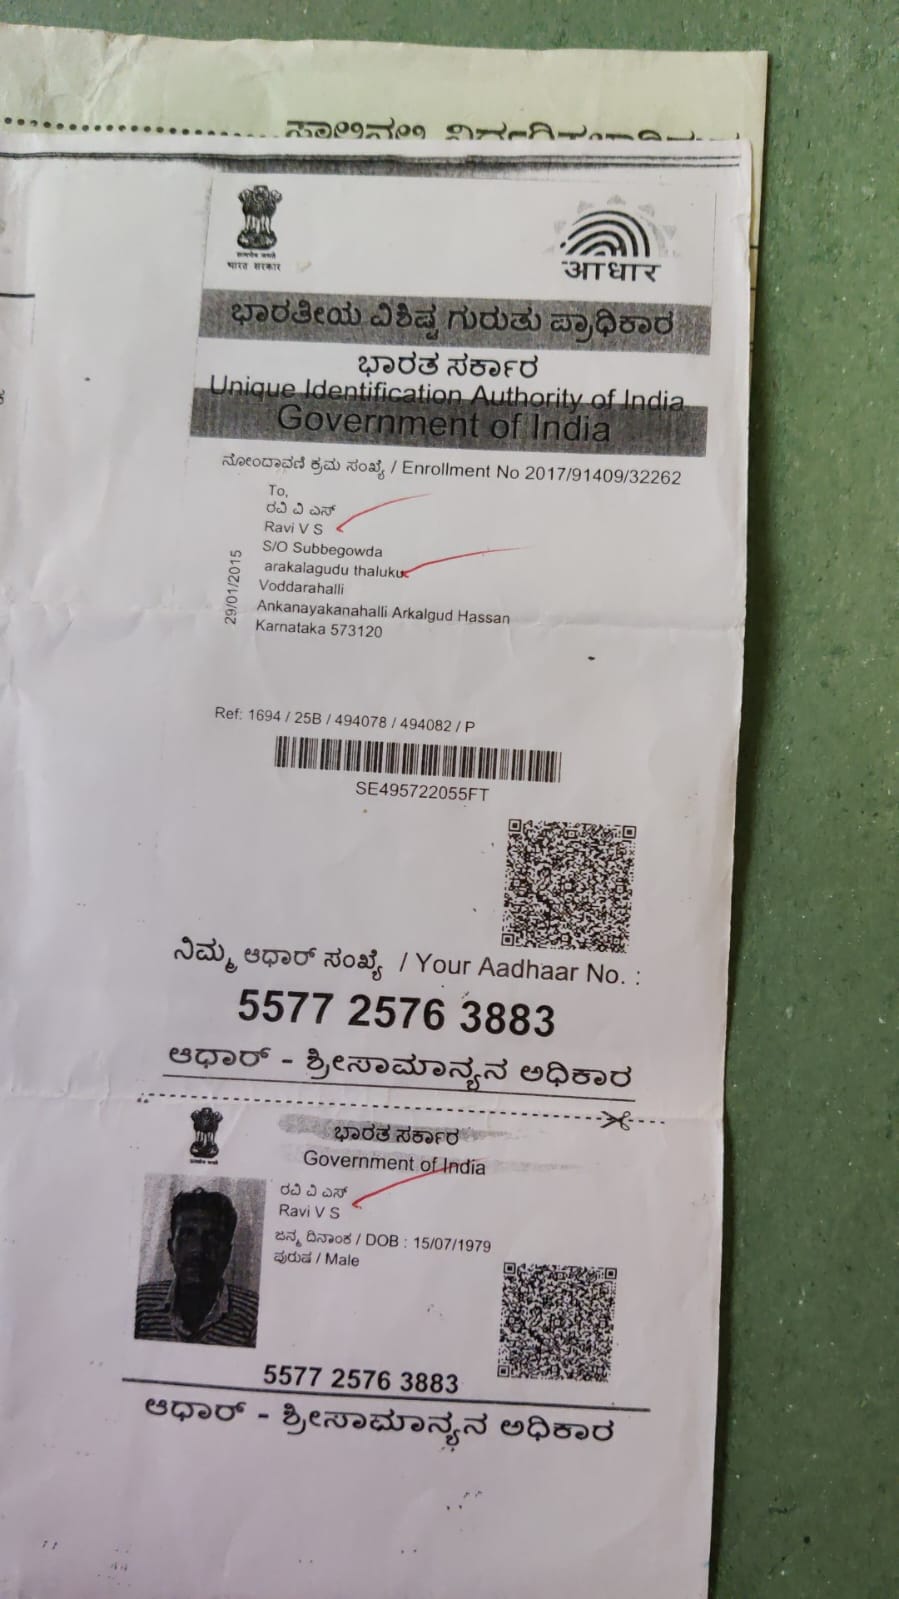 भारत सरकार
आधार
ಭಾರತೀಯ ವಿಶಿಷ್ಟ ಗುರುತು ಪ್ರಾಧಿಕಾರ
ಭಾರತ ಸರ್ಕಾರ
Unique Identification Authority of India
Government of India
ನೋಂದಾವಣಿ ಕ್ರಮ ಸಂಖ್ಯೆ / Enrollment No 2017/91409/32262
To,
ರವಿ ವಿ ಎಸ್
Ravi V S
S/O Subbegowda
arakalagudu thaluku
Voddarahalli
Ankanayakanahalli Arkalgud Hassan
Karnataka 573120
29/01/2015
Ref: 1694 / 25B / 494078 / 494082 / P
SE495722055FT
ನಿಮ್ಮ ಆಧಾರ್ ಸಂಖ್ಯೆ / Your Aadhaar No. :
5577 2576 3883
ಆಧಾರ್ - ಶ್ರೀಸಾಮಾನ್ಯನ ಅಧಿಕಾರ
ಭಾರತ ಸರ್ಕಾರ
Government of India
ರವಿ ವಿ ಎಸ್
Ravi V S
ಜನ್ಮ ದಿನಾಂಕ / DOB : 15/07/1979
ಪುರುಷ / Male
5577 2576 3883
ಆಧಾರ್ - ಶ್ರೀಸಾಮಾನ್ಯನ ಅಧಿಕಾರ